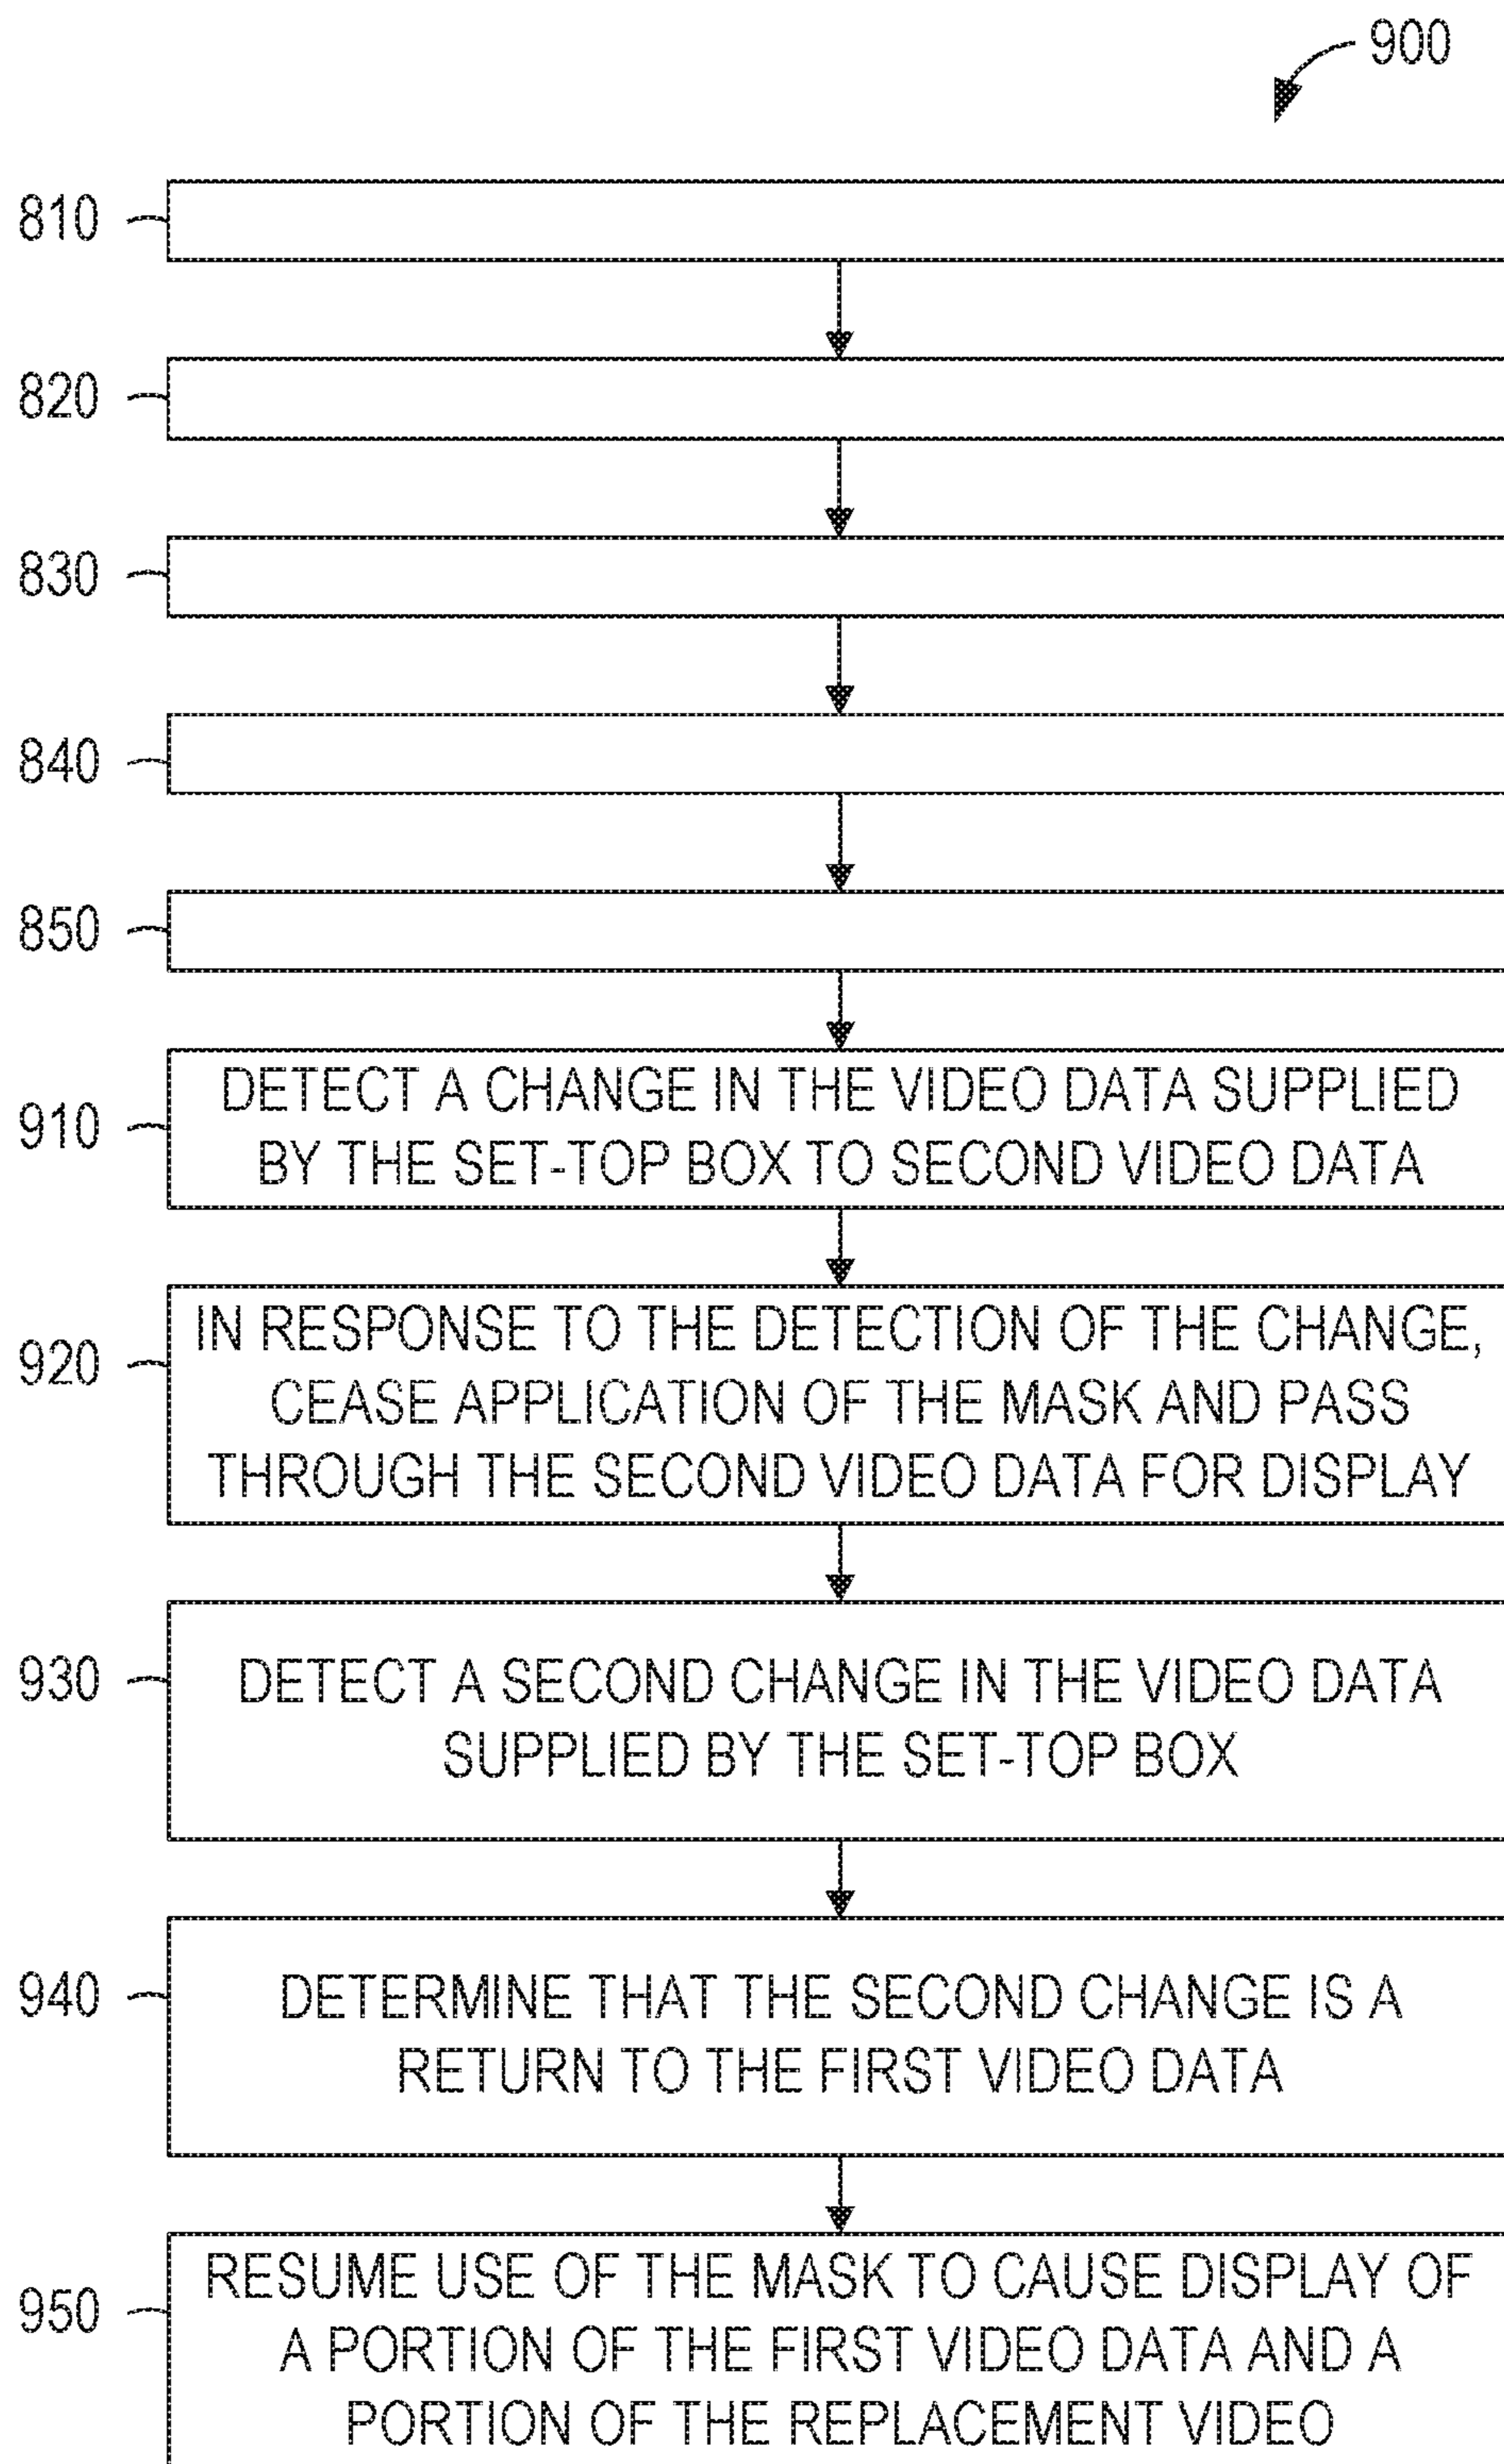 900
810
820
830
840
850
910
DETECT A CHANGE IN THE VIDEO DATA SUPPLIED
BY THE SET-TOP BOX TO SECOND VIDEO DATA
920
IN RESPONSE TO THE DETECTION OF THE CHANGE,
CEASE APPLICATION OF THE MASK AND PASS
THROUGH THE SECOND VIDEO DATA FOR DISPLAY
930
DETECT A SECOND CHANGE IN THE VIDEO DATA
SUPPLIED BY THE SET-TOP BOX
940
DETERMINE THAT THE SECOND CHANGE IS A
RETURN TO THE FIRST VIDEO DATA
950
RESUME USE OF THE MASK TO CAUSE DISPLAY OF
A PORTION OF THE FIRST VIDEO DATA AND A
PORTION OF THE REPLACEMENT VIDEO